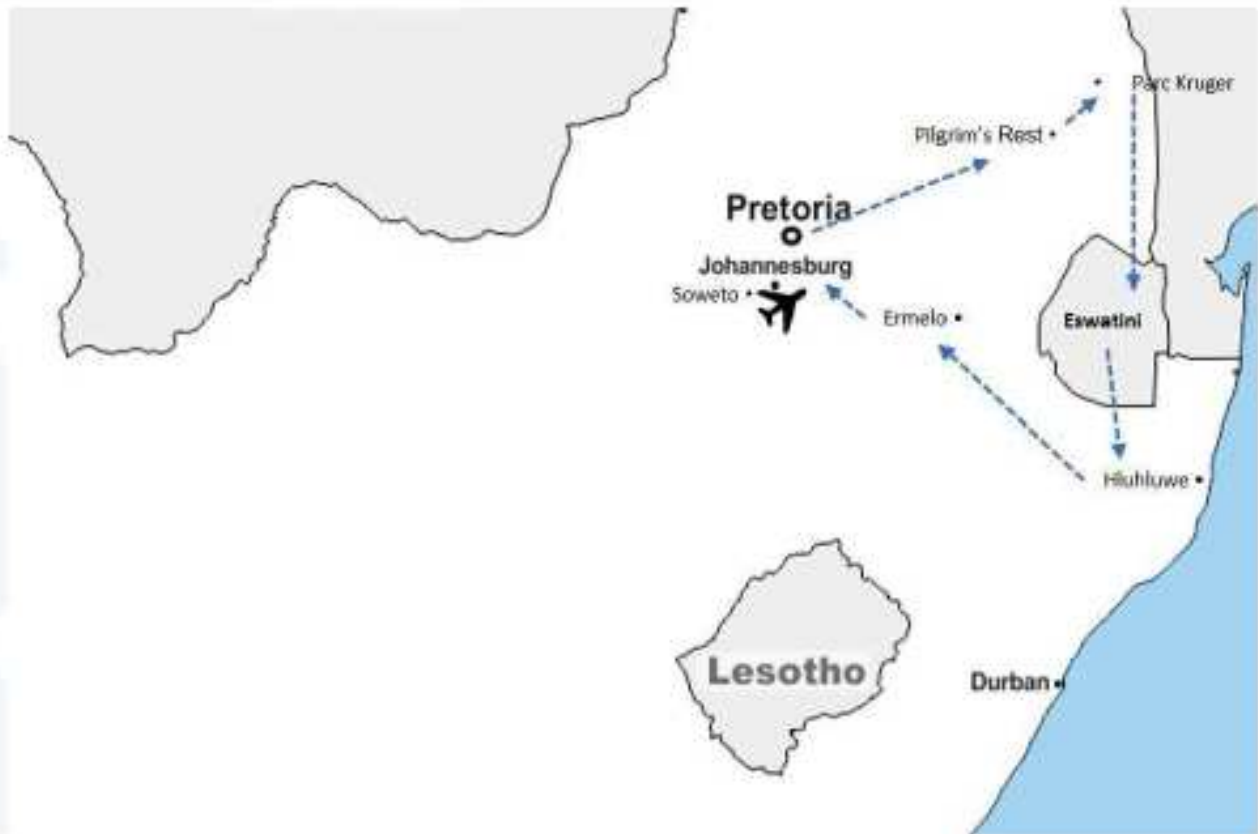 Parc Kruger
Pilgrim's Rest
Pretoria
Johannesburg
Soweto
Ermelo
Eswatini
Hluhluwe
Lesotho
Durban